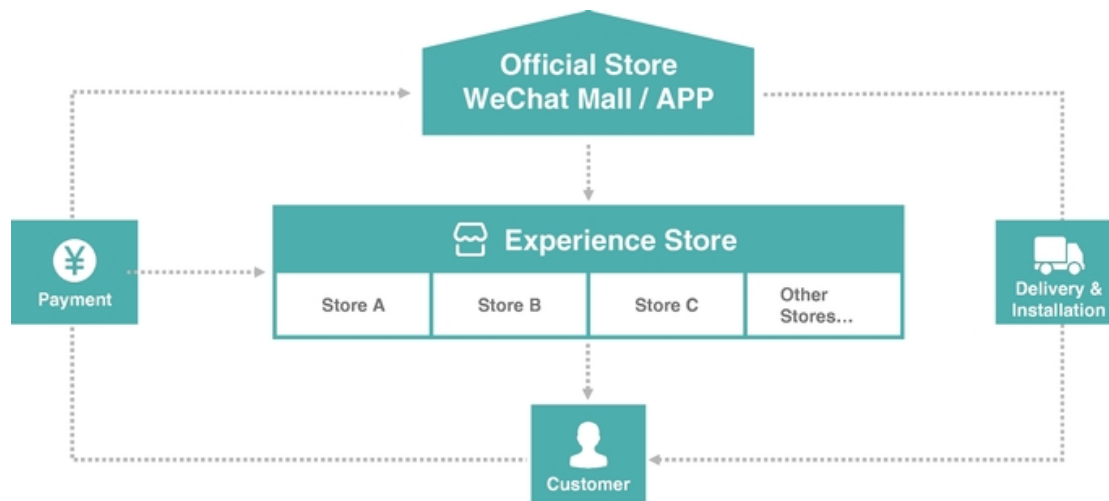 Official Store
WeChat Mall / APP
Experience Store
¥
Payment
Store A
Store B
Store C
Other
Stores...
Delivery &
Installation
Customer